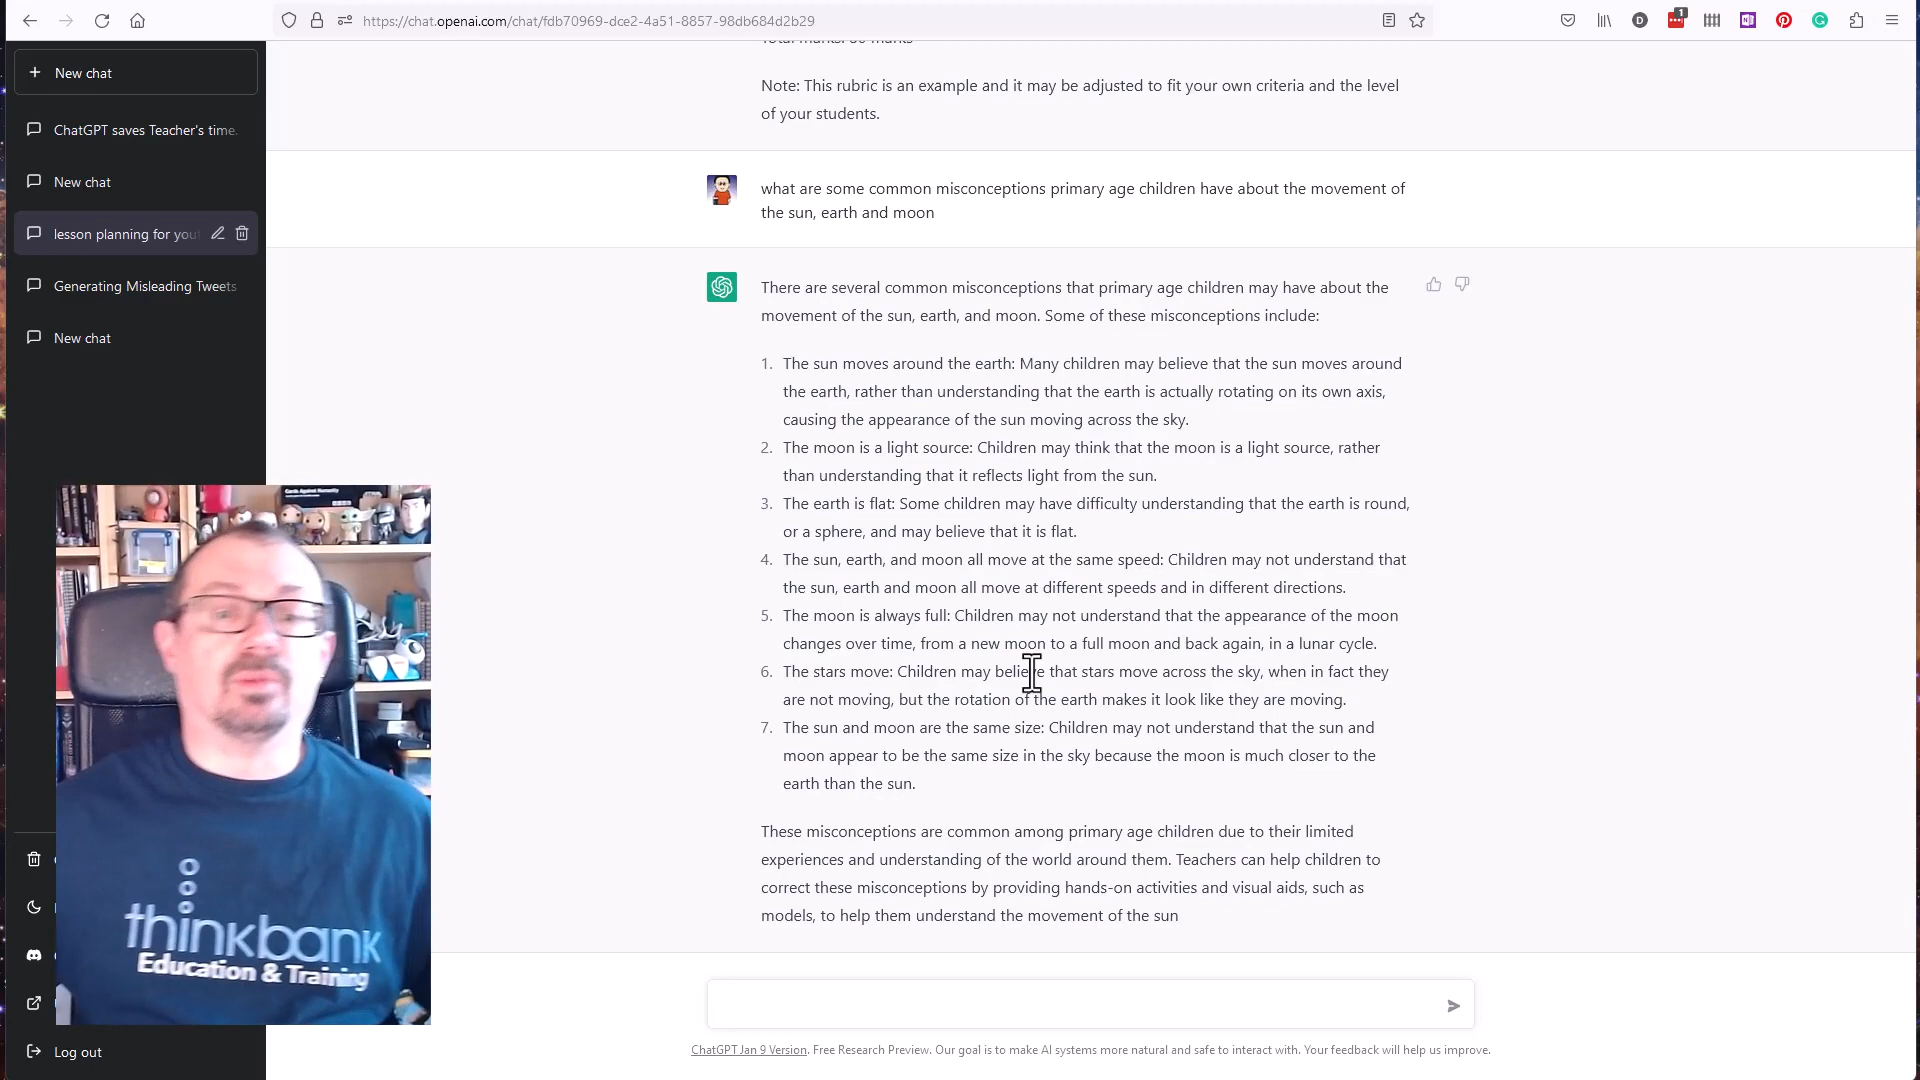 https://chat.openai.com/chat/fdb70969-dce2-4a51-8857-98db684d2b29
1
New chat
ChatGPT saves Teacher's time.
New chat
lesson planning for you
Generating Misleading Tweets
New chat
Log out
Note: This rubric is an example and it may be adjusted to fit your own criteria and the level
of your students.
what are some common misconceptions primary age children have about the movement of
the sun, earth and moon
There are several common misconceptions that primary age children may have about the
movement of the sun, earth, and moon. Some of these misconceptions include:
1. The sun moves around the earth: Many children may believe that the sun moves around
the earth, rather than understanding that the earth is actually rotating on its own axis,
causing the appearance of the sun moving across the sky.
2. The moon is a light source: Children may think that the moon is a light source, rather
than understanding that it reflects light from the sun.
3. The earth is flat: Some children may have difficulty understanding that the earth is round,
or a sphere, and may believe that it is flat.
4. The sun, earth, and moon all move at the same speed: Children may not understand that
the sun, earth and moon all move at different speeds and in different directions.
5. The moon is always full: Children may not understand that the appearance of the moon
changes over time, from a new moon to a full moon and back again, in a lunar cycle.
6. The stars move: Children may believe that stars move across the sky, when in fact they
are not moving, but the rotation of the earth makes it look like they are moving.
7. The sun and moon are the same size: Children may not understand that the sun and
moon appear to be the same size in the sky because the moon is much closer to the
earth than the sun.
These misconceptions are common among primary age children due to their limited
experiences and understanding of the world around them. Teachers can help children to
correct these misconceptions by providing hands-on activities and visual aids, such as
models, to help them understand the movement of the sun
ChatGPT Jan 9 Version. Free Research Preview. Our goal is to make AI systems more natural and safe to interact with. Your feedback will help us improve.
Cards Against Humanity
thinkbank
Education & Training